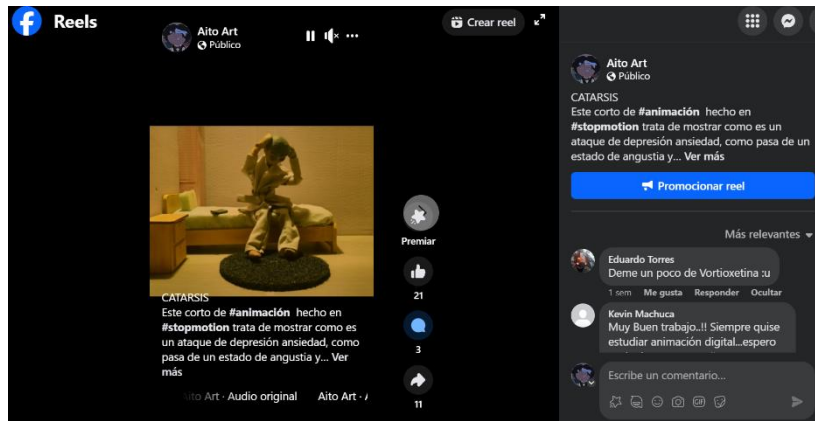 Reels
Aito Art
Público
Crear reel
CATARSIS
Este corto de #animación hecho en
#stopmotion trata de mostrar como es
un ataque de depresión ansiedad, como
pasa de un estado de angustia y... Ver
más
Aito Art · Audio original Aito Art ·
Premiar
21
3
11
Aito Art
Público
CATARSIS
Este corto de #animación hecho en
#stopmotion trata de mostrar como es un
ataque de depresión ansiedad, como pasa de un
estado de angustia y... Ver más
Promocionar reel
Más relevantes
Eduardo Torres
Deme un poco de Vortioxetina :u
1 sem Me gusta Responder Ocultar
Kevin Machuca
Muy Buen trabajo..!! Siempre quise
estudiar animación digital...espero
Escribe un comentario...
GIF